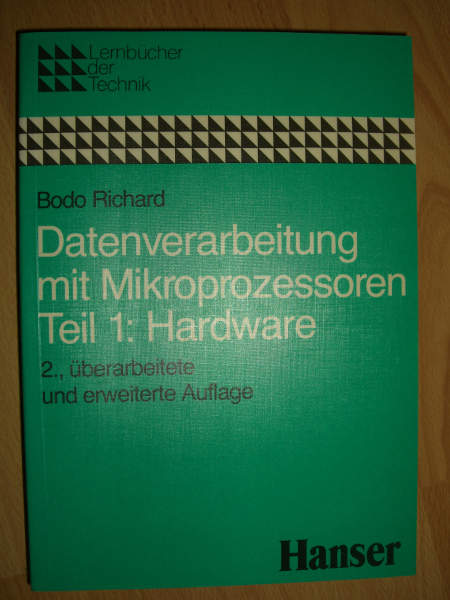 Lernbücher
der
Technik
Bodo Richard
Datenverarbeitung
mit Mikroprozessoren
Teil 1: Hardware
2., überarbeitete
und erweiterte Auflage
Hanser